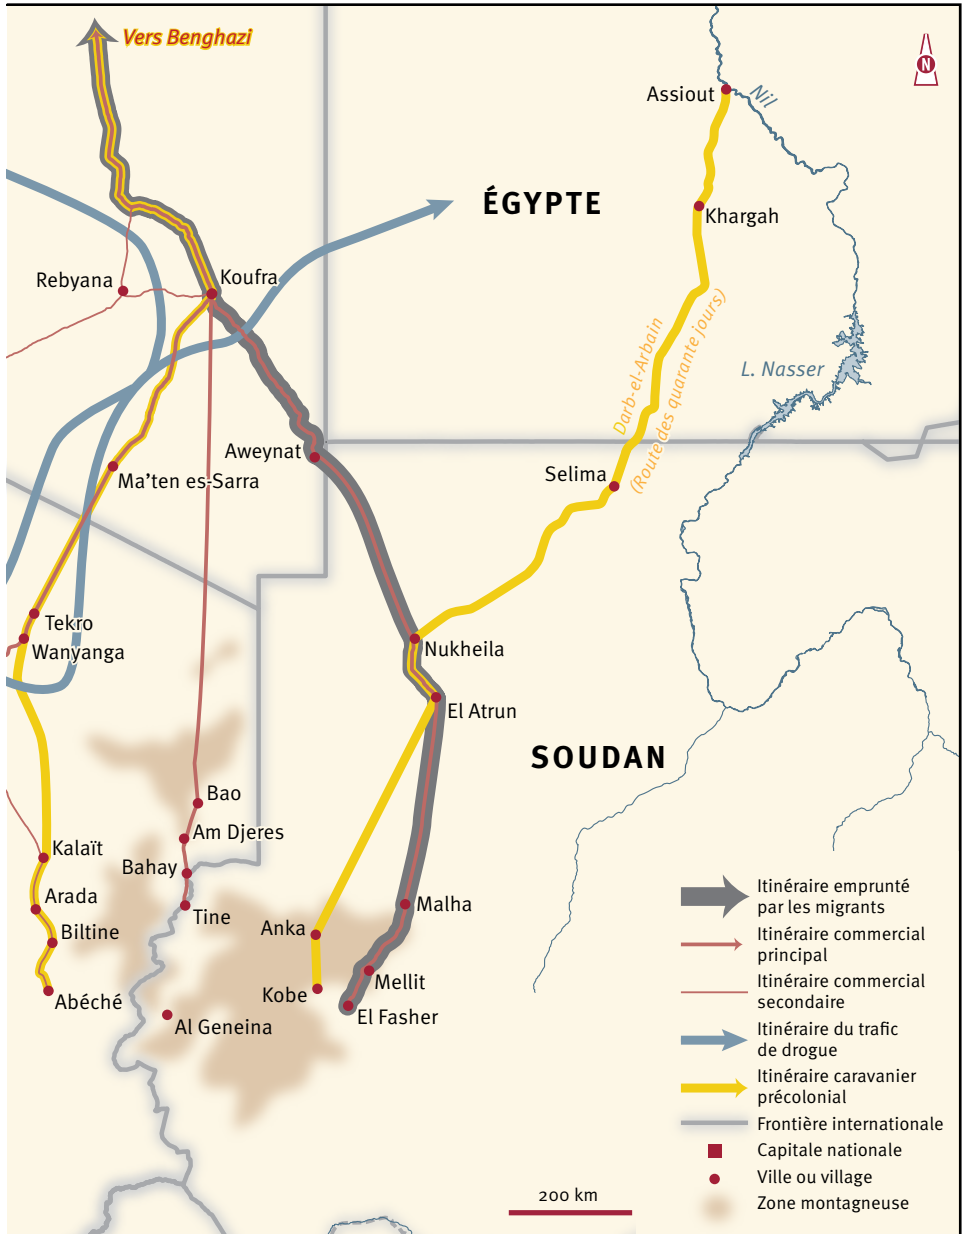 Vers Benghazi
N
Assiout
Nil
ÉGYPTE
Khargah
Rebyana
Koufra
Darb-el-Arbain
(Route des quarante jours)
L. Nasser
Aweynat
Ma'ten es-Sarra
Selima
Tekro
Wanyanga
Nukheila
El Atrun
SOUDAN
Bao
Am Djeres
Kalaït
Bahay
Arada
Tine
Biltine
Anka
Malha
Abéché
Kobe
Mellit
El Fasher
Al Geneina
Itinéraire emprunté
par les migrants
Itinéraire commercial
principal
Itinéraire commercial
secondaire
Itinéraire du trafic
de drogue
Itinéraire caravanier
précolonial
Frontière internationale
Capitale nationale
Ville ou village
Zone montagneuse
200 km